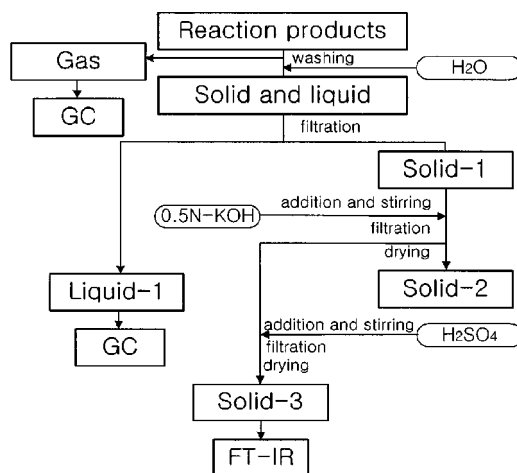 Reaction products
Gas
washing
H2O
GC
Solid and liquid
filtration
Solid-1
addition and stirring
0.5N-KOH
filtration
drying
Liquid-1
Solid-2
GC
addition and stirring
H2SO4
filtration
drying
Solid-3
FT-IR